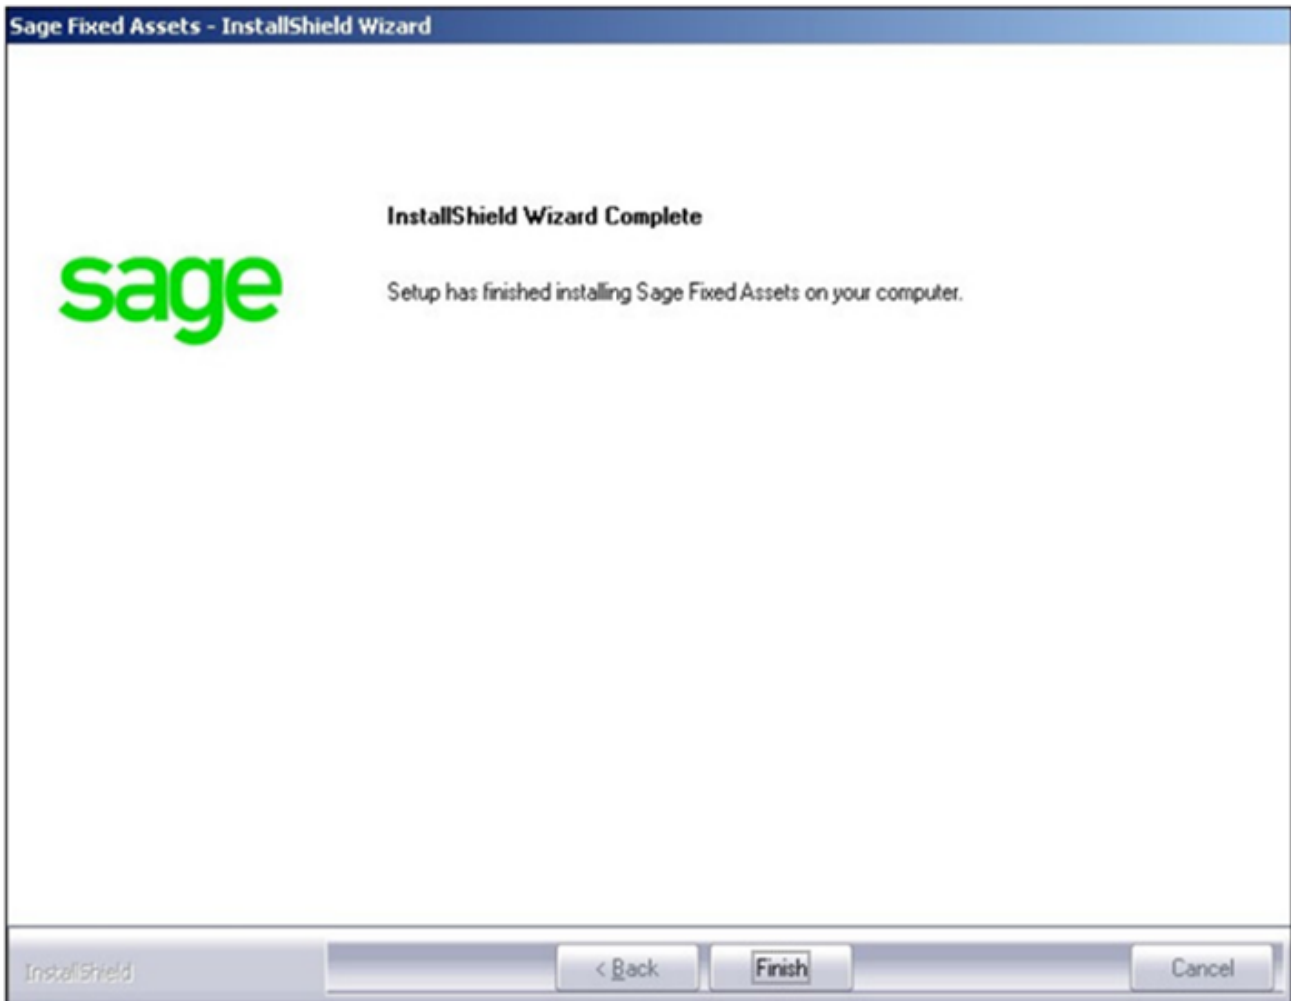 Sage Fixed Assets - InstallShield Wizard
InstallShield Wizard Complete
sage
Setup has finished installing Sage Fixed Assets on your computer.
InstallShield
< Back
Finish
Cancel